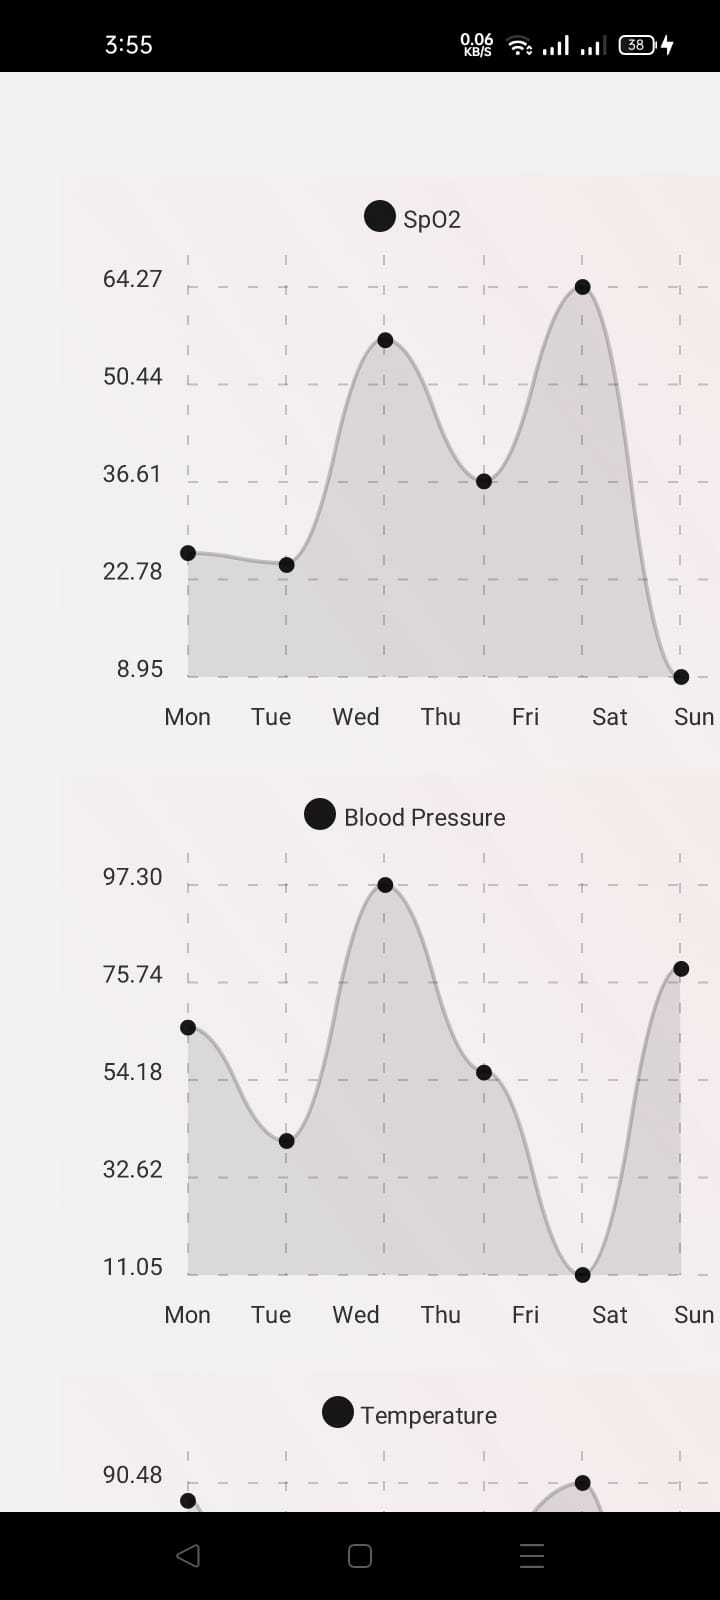 3:55 0.06 KB/S 38
SpO2
64.27
50.44
36.61
22.78
8.95
Mon Tue Wed Thu Fri Sat Sun
Blood Pressure
97.30
75.74
54.18
32.62
11.05
Mon Tue Wed Thu Fri Sat Sun
Temperature
90.48